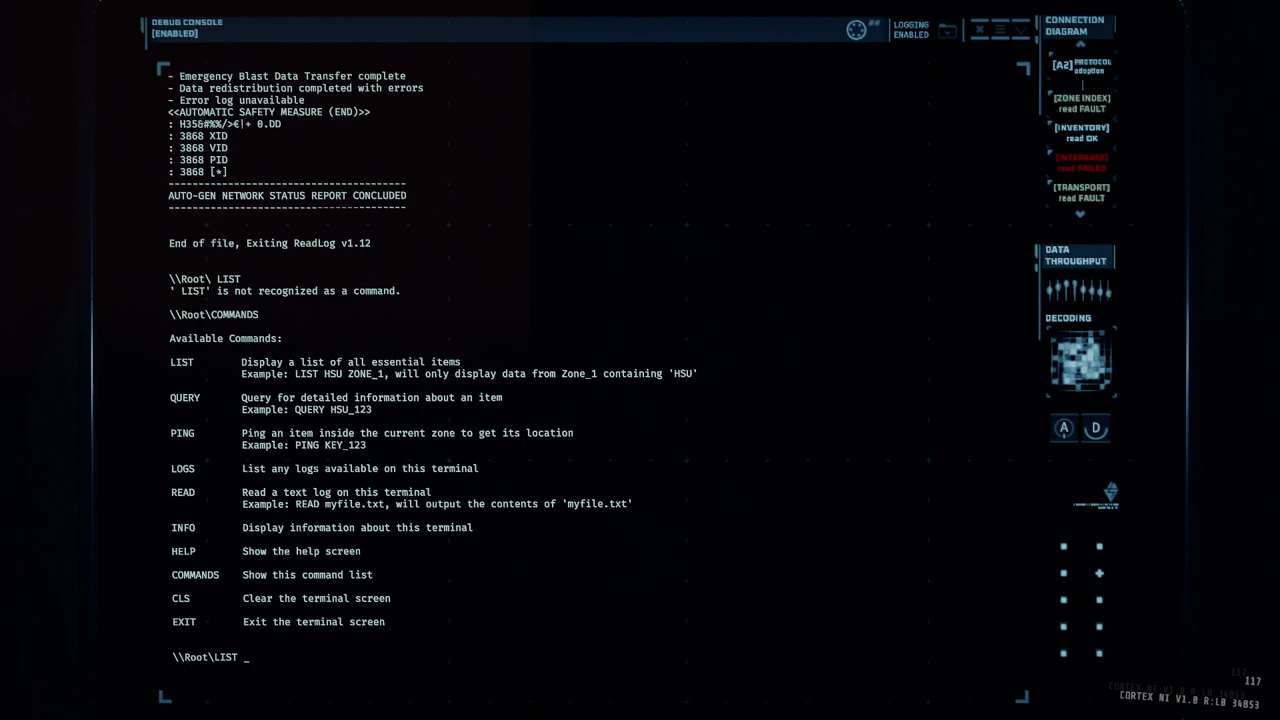 DEBUG CONSOLE
[ENABLED]
LOGGING
ENABLED
- Emergency Blast Data Transfer complete
- Data redistribution completed with errors
- Error log unavailable
<<AUTOMATIC SAFETY MEASURE (END)>>
: H35&#%%/>€|+ 0.DD
: 3868 XID
: 3868 VID
: 3868 PID
: 3868 [*]
----------------------------------------
AUTO-GEN NETWORK STATUS REPORT CONCLUDED
----------------------------------------
End of file, Exiting ReadLog v1.12
\\Root\ LIST
' LIST' is not recognized as a command.
\\Root\COMMANDS
Available Commands:
LIST Display a list of all essential items
Example: LIST HSU ZONE_1, will only display data from Zone_1 containing 'HSU'
QUERY Query for detailed information about an item
Example: QUERY HSU_123
PING Ping an item inside the current zone to get its location
Example: PING KEY_123
LOGS List any logs available on this terminal
READ Read a text log on this terminal
Example: READ myfile.txt, will output the contents of 'myfile.txt'
INFO Display information about this terminal
HELP Show the help screen
COMMANDS Show this command list
CLS Clear the terminal screen
EXIT Exit the terminal screen
\\Root\LIST _
CONNECTION
DIAGRAM
[A2] PROTOCOL
adoption
[ZONE INDEX]
read FAULT
[INVENTORY]
read OK
[INTERBASE]
read FAILED
[TRANSPORT]
read FAULT
DATA
THROUGHPUT
DECODING
A D
117
117
CORTEX NI V1.0 R:L0 34853